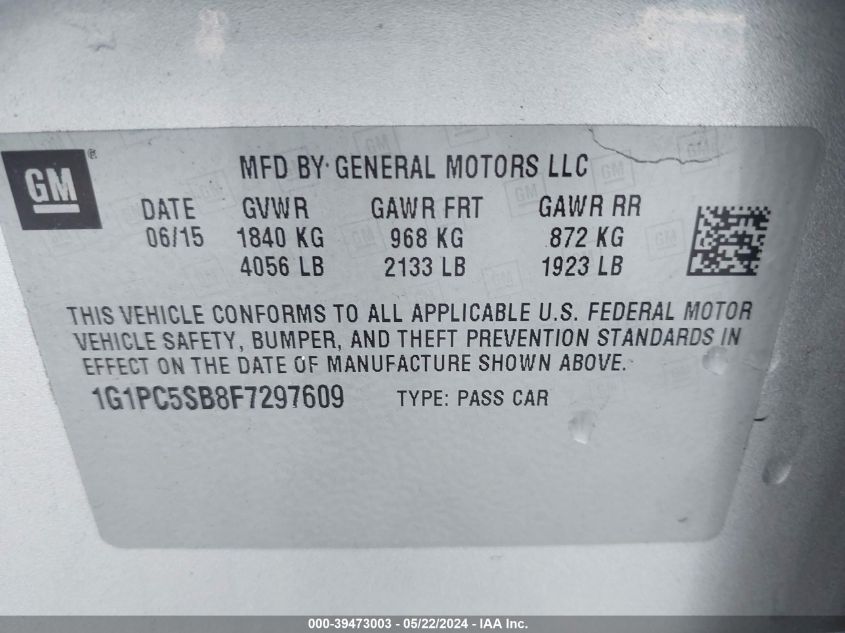 GM®
MFD BY GENERAL MOTORS LLC
DATE GVWR GAWR FRT GAWR RR
06/15 1840 KG 968 KG 872 KG
4056 LB 2133 LB 1923 LB
THIS VEHICLE CONFORMS TO ALL APPLICABLE U.S. FEDERAL MOTOR
VEHICLE SAFETY, BUMPER, AND THEFT PREVENTION STANDARDS IN
EFFECT ON THE DATE OF MANUFACTURE SHOWN ABOVE.
1G1PC5SB8F7297609 TYPE: PASS CAR
000-39473003 - 05/22/2024 - IAA Inc.